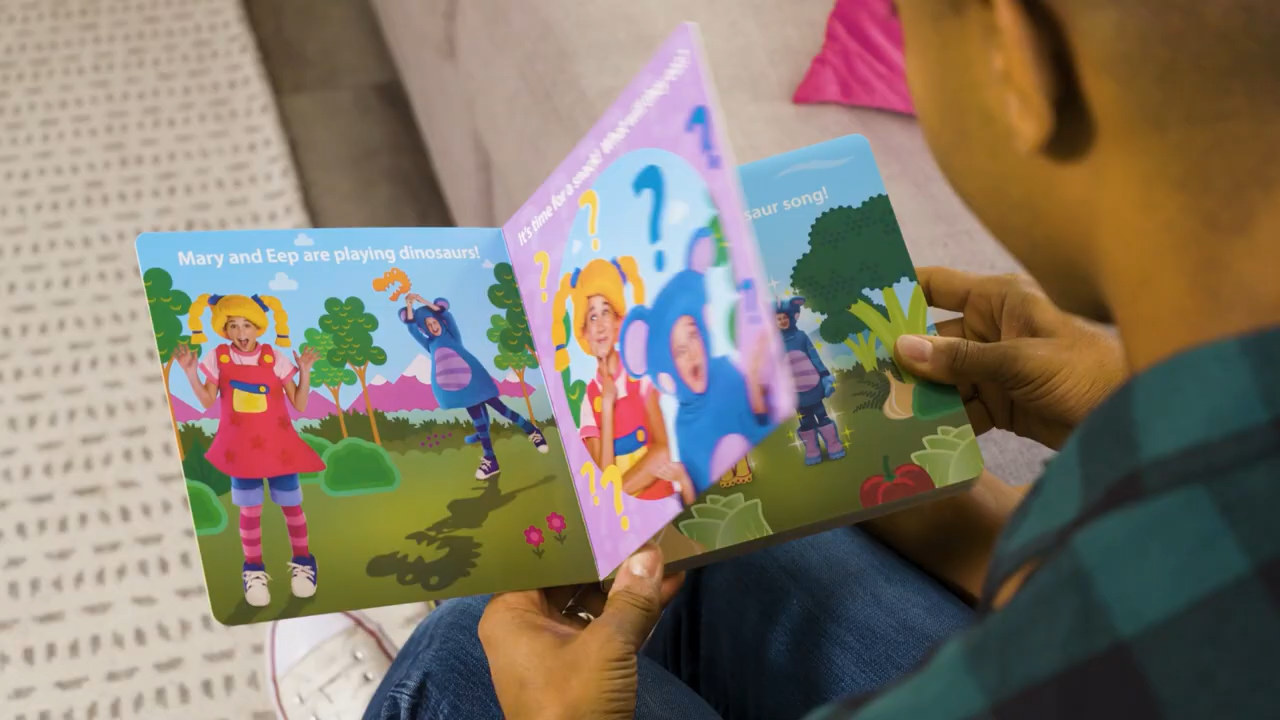 Mary and Eep are playing dinosaurs!
It's time for a snack!
saur song!